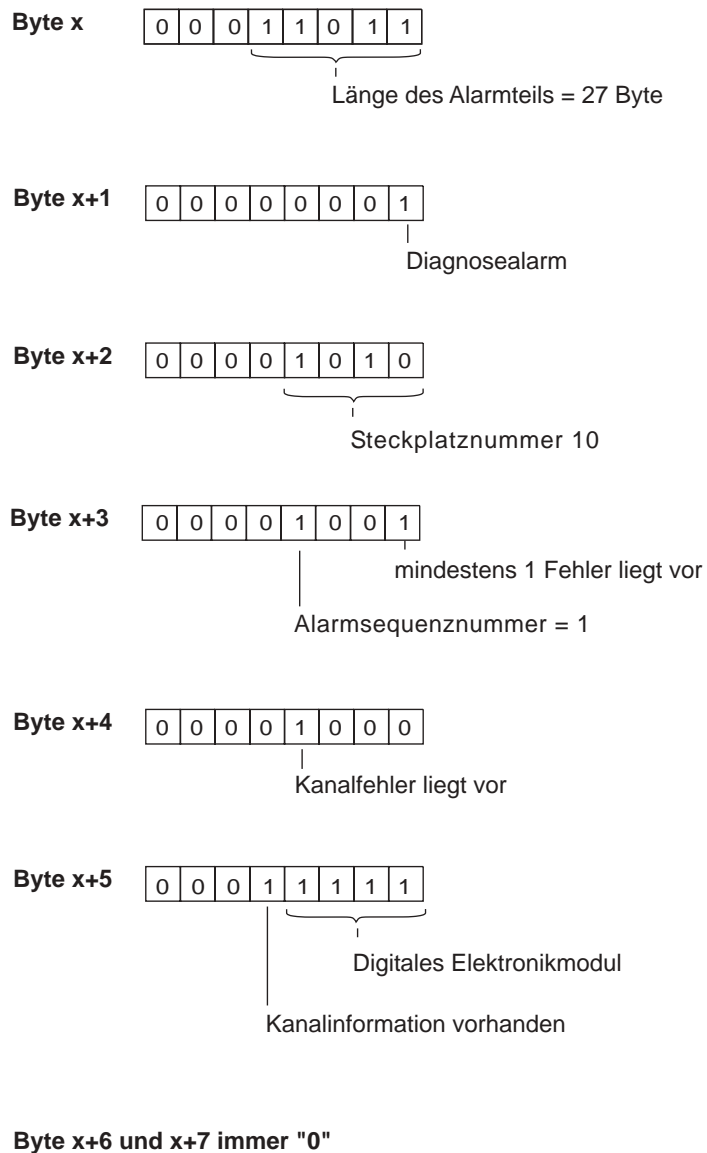 Byte x 0 0 0 1 1 0 1 1
Länge des Alarmteils = 27 Byte
Byte x+1 0 0 0 0 0 0 0 1
Diagnosealarm
Byte x+2 0 0 0 0 1 0 1 0
Steckplatznummer 10
Byte x+3 0 0 0 0 1 0 0 1
mindestens 1 Fehler liegt vor
Alarmsequenznummer = 1
Byte x+4 0 0 0 0 1 0 0 0
Kanalfehler liegt vor
Byte x+5 0 0 0 1 1 1 1 1
Digitales Elektronikmodul
Kanalinformation vorhanden
Byte x+6 und x+7 immer "0"